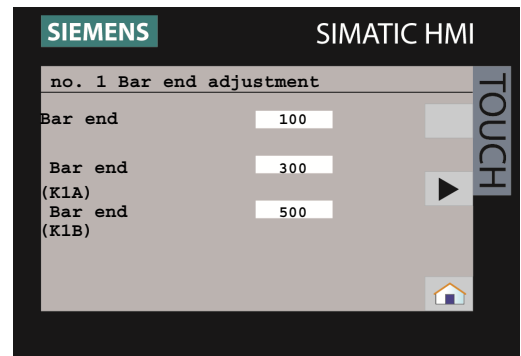 SIEMENS
SIMATIC HMI
TOUCH
no. 1 Bar end adjustment
Bar end 100
Bar end 300
(K1A)
Bar end 500
(K1B)